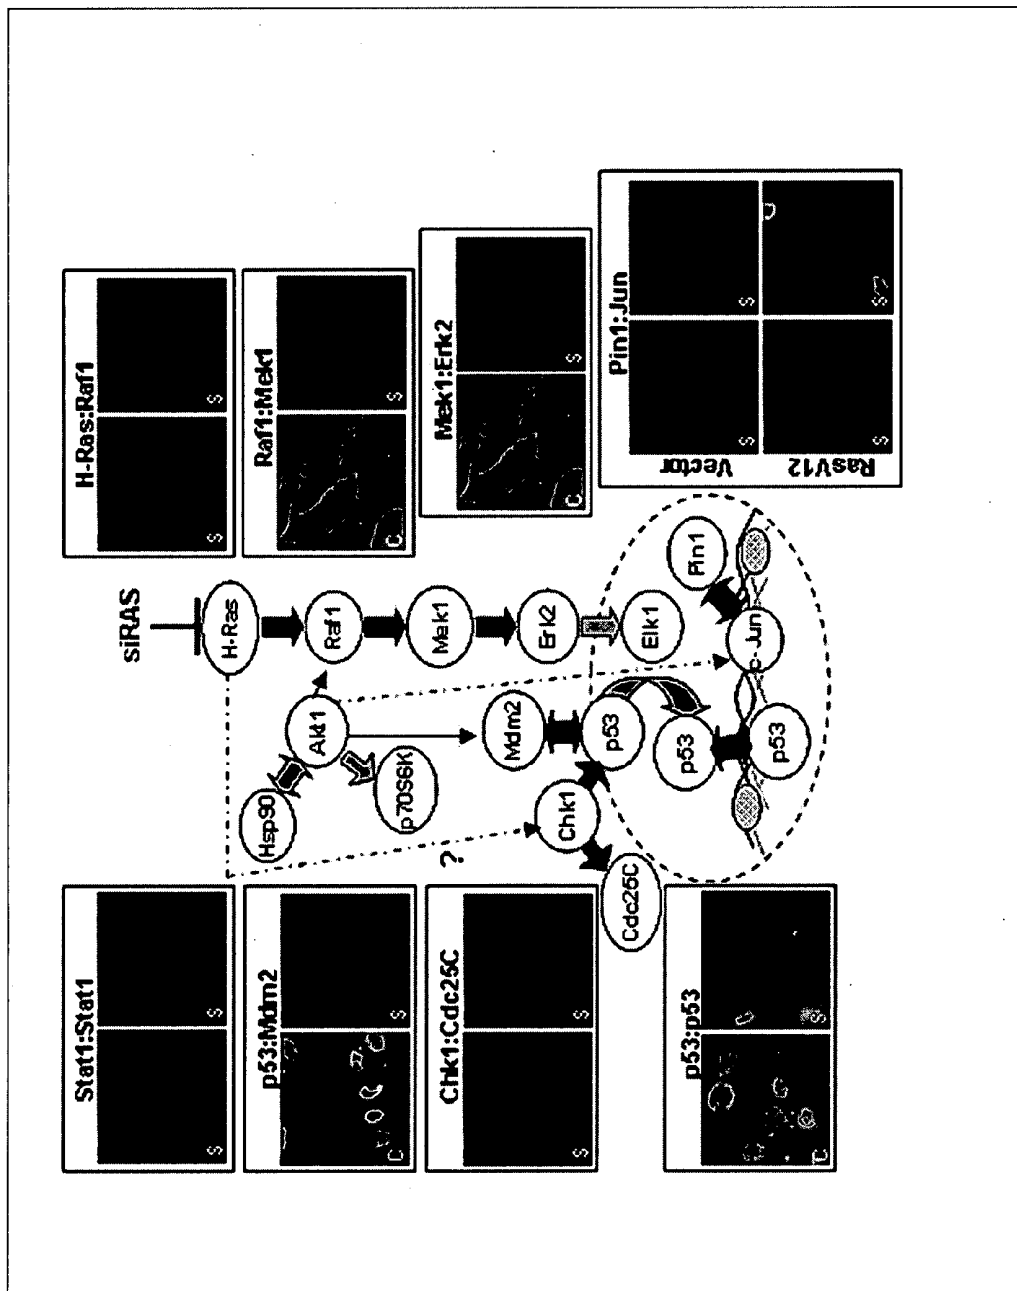 Stat1:Stat1
S
S
p53:Mdm2
C
S
Chk1:Cdc25C
S
S
p53:p53
S
siRAS
H-Ras
Hsp90
Akt1
Raf1
p70S6K
Mek1
?
Mdm2
Chk1
Erk2
Cdc25C
p53
Elk1
p53
Pin1
p53
c-Jun
H-Ras:Raf1
S
S
Raf1:Mek1
C
S
Mek1:Erk2
C
S
Pin1:Jun
Vector
S
S
RasV12
S
S